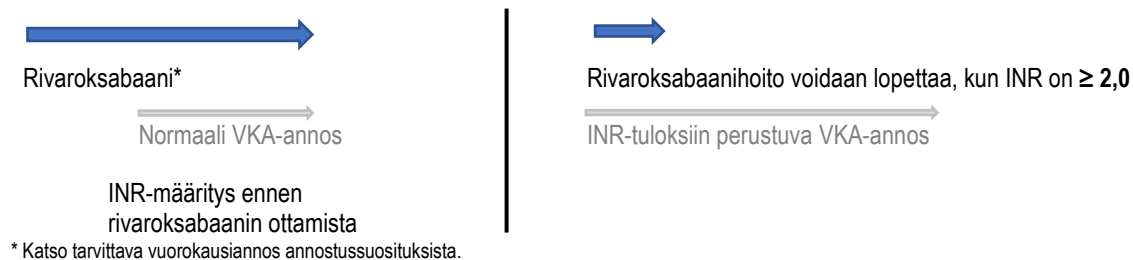 Rivaroksabaani*
Normaali VKA-annos
INR-määritys ennen
rivaroksabaanin ottamista
* Katso tarvittava vuorokausiannos annostussuosituksista.
Rivaroksabaanihoito voidaan lopettaa, kun INR on ≥ 2,0
INR-tuloksiin perustuva VKA-annos